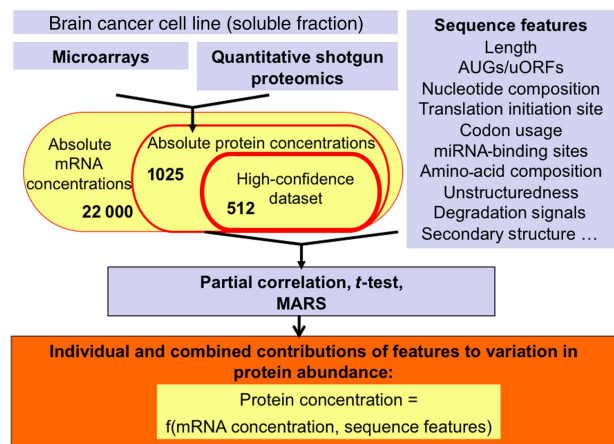 Brain cancer cell line (soluble fraction)
Microarrays
Quantitative shotgun
proteomics
Absolute
mRNA
concentrations
22 000
Absolute protein concentrations
1025
High-confidence
dataset
512
Sequence features
Length
AUGs/uORFs
Nucleotide composition
Translation initiation site
Codon usage
miRNA-binding sites
Amino-acid composition
Unstructuredness
Degradation signals
Secondary structure …
Partial correlation, t-test,
MARS
Individual and combined contributions of features to variation in
protein abundance:
Protein concentration =
f(mRNA concentration, sequence features)